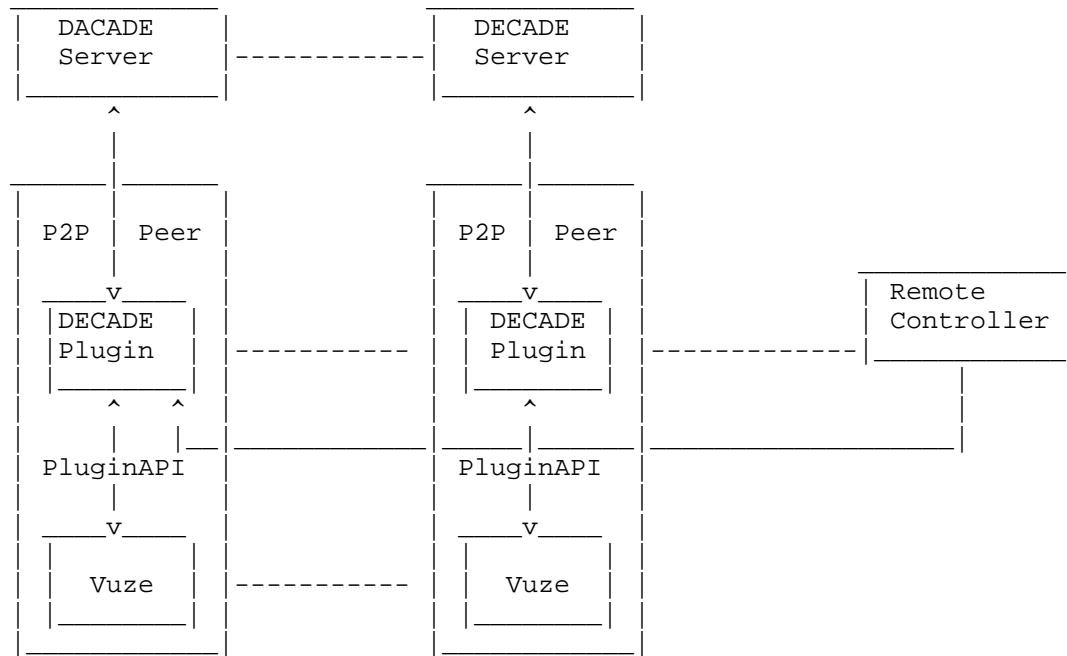 DACADE DECADE
Server Server
P2P Peer P2P Peer
Remote
DECADE DECADE Controller
Plugin Plugin
PluginAPI PluginAPI
Vuze Vuze